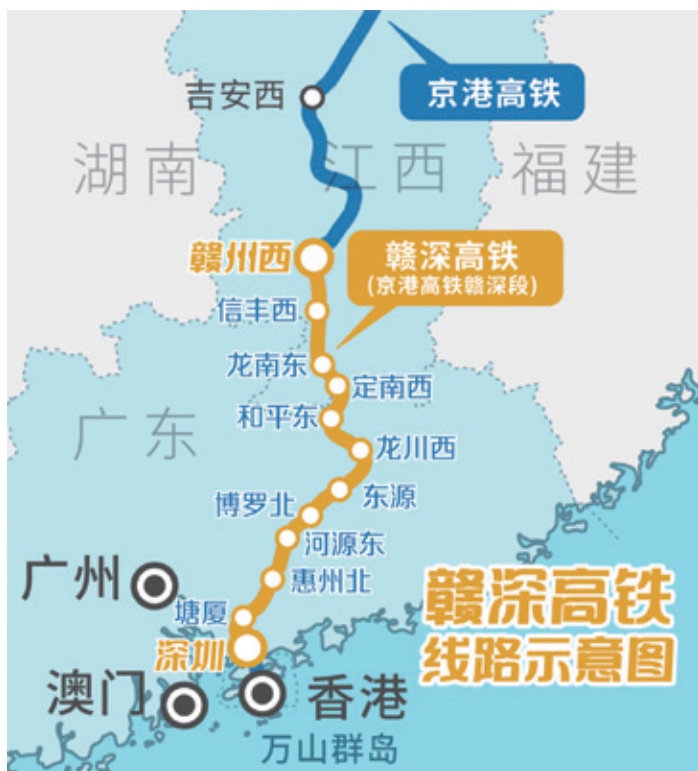 京港高铁
吉安西
湖南
江西
福建
赣州西
赣深高铁
(京港高铁赣深段)
信丰西
龙南东
定南西
和平东
广东
龙川西
东源
博罗北
河源东
广州
惠州北
赣深高铁
线路示意图
塘厦
深圳
澳门
香港
万山群岛